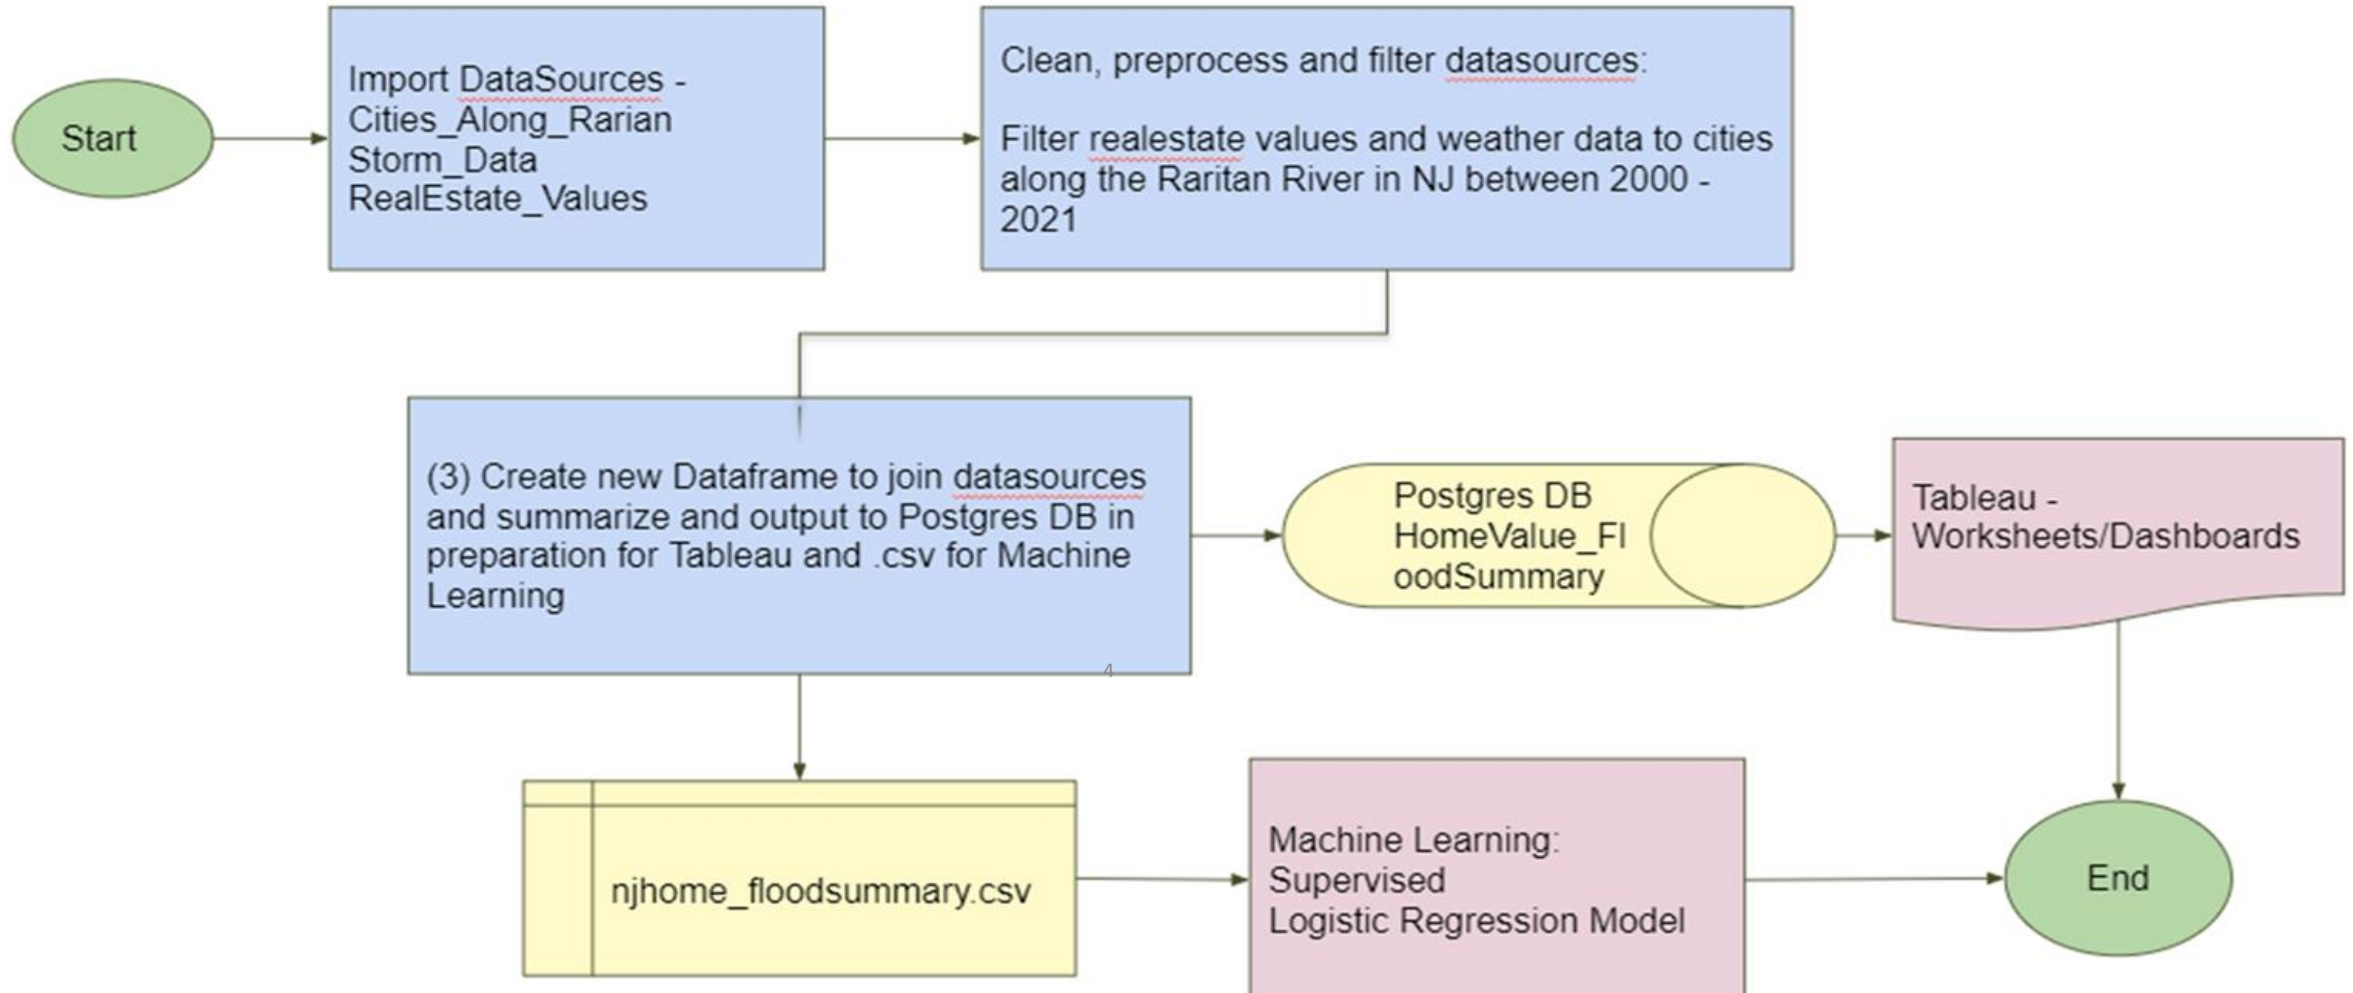 Start
Import DataSources -
Cities_Along_Rarian
Storm_Data
RealEstate_Values
Clean, preprocess and filter datasources:
Filter realestate values and weather data to cities
along the Raritan River in NJ between 2000 -
2021
(3) Create new Dataframe to join datasources
and summarize and output to Postgres DB in
preparation for Tableau and .csv for Machine
Learning
4
Postgres DB
HomeValue_Fl
oodSummary
Tableau -
Worksheets/Dashboards
njhome_floodsummary.csv
Machine Learning:
Supervised
Logistic Regression Model
End